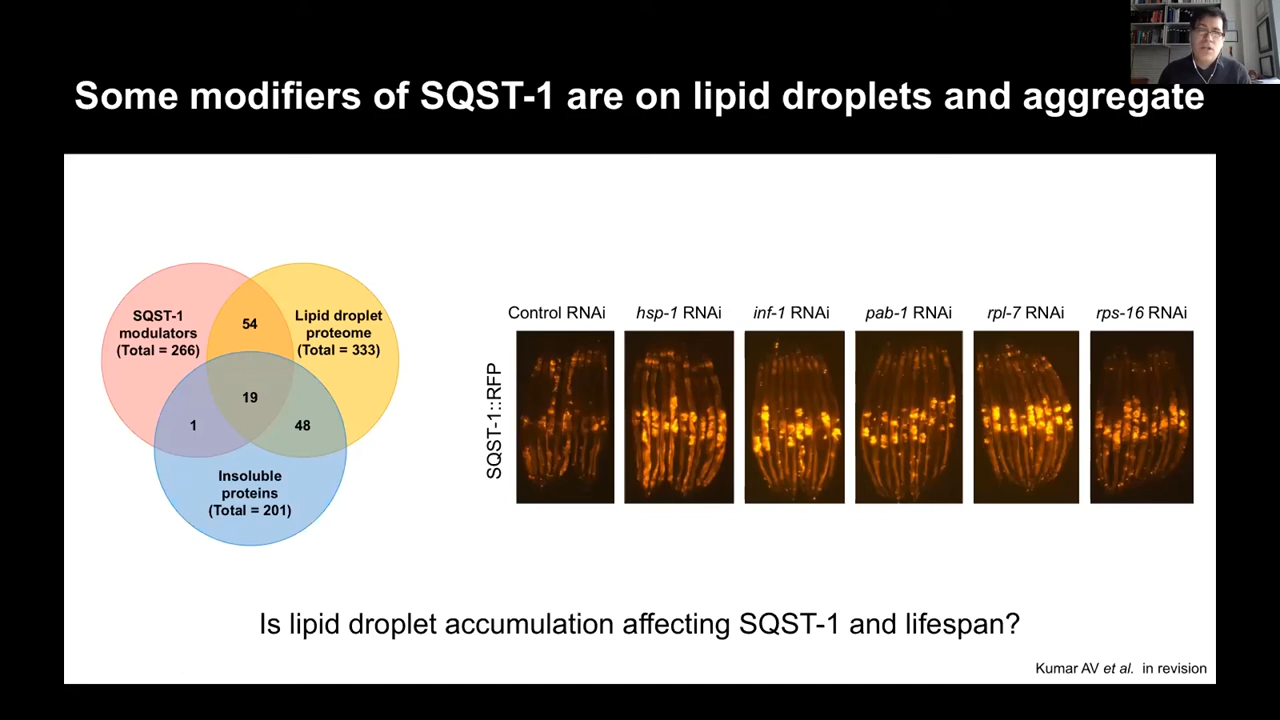 Some modifiers of SQST-1 are on lipid droplets and aggregate
SQST-1
modulators
(Total = 266)
54
Lipid droplet
proteome
(Total = 333)
19
1
48
Insoluble
proteins
(Total = 201)
Control RNAi
hsp-1 RNAi
inf-1 RNAi
pab-1 RNAi
rpl-7 RNAi
rps-16 RNAi
SQST-1::RFP
Is lipid droplet accumulation affecting SQST-1 and lifespan?
Kumar AV et al. in revision